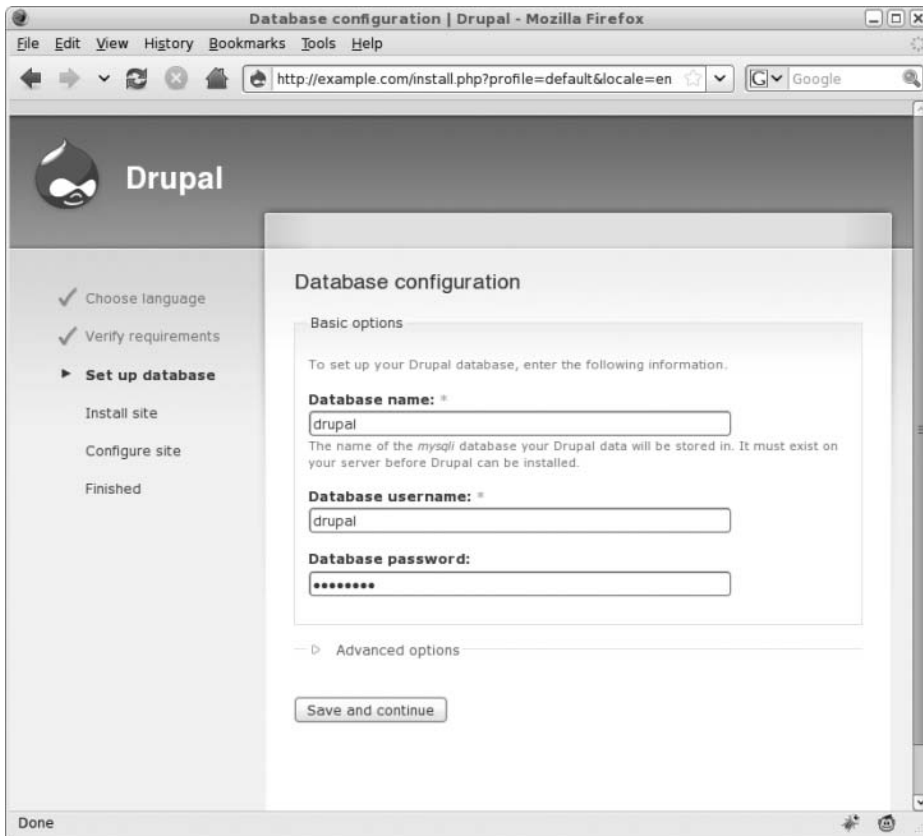 Database configuration | Drupal - Mozilla Firefox
File Edit View History Bookmarks Tools Help
http://example.com/install.php?profile=default&locale=en
G Google
Drupal
Choose language
Verify requirements
Set up database
Install site
Configure site
Finished
Database configuration
Basic options
To set up your Drupal database, enter the following information.
Database name: *
drupal
The name of the mysqli database your Drupal data will be stored in. It must exist on
your server before Drupal can be installed.
Database username: *
drupal
Database password:
••••••••
Advanced options
Save and continue
Done